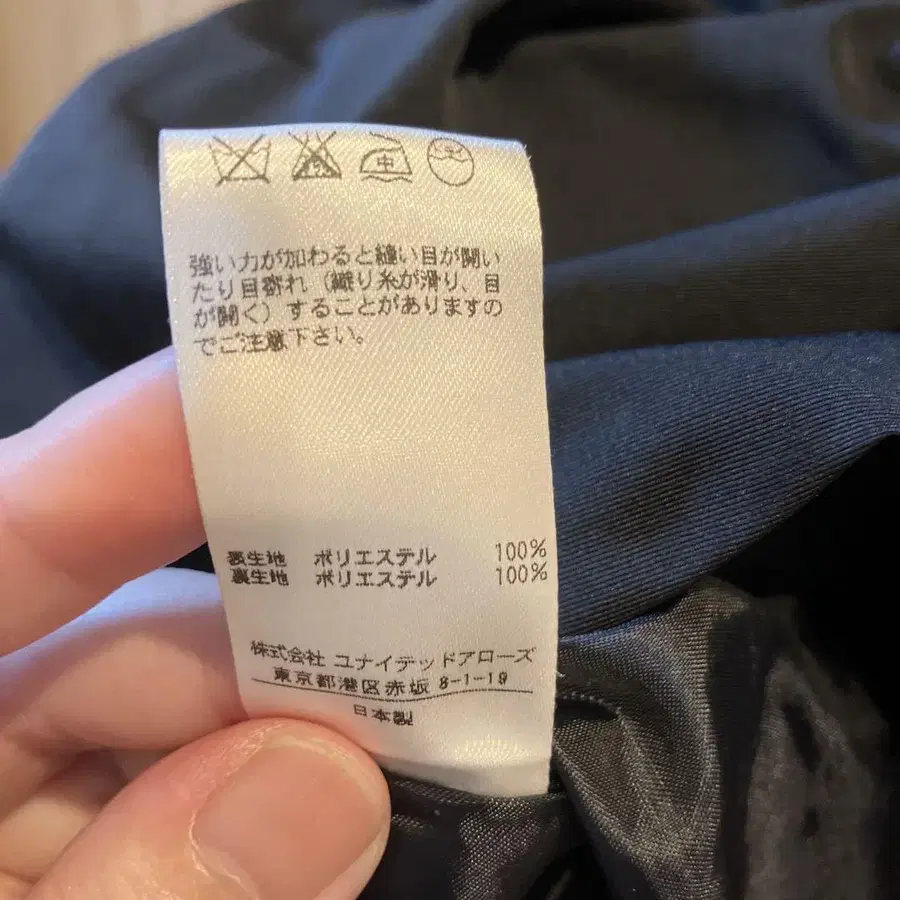 中
強い力が加わると縫い目が開い
たり目寄れ（織り糸が滑り、目
が開く）することがありますの
でご注意下さい。
表生地 ポリエステル 100%
裏生地 ポリエステル 100%
株式会社 ユナイテッドアローズ
東京都港区赤坂 8-1-19
日本製